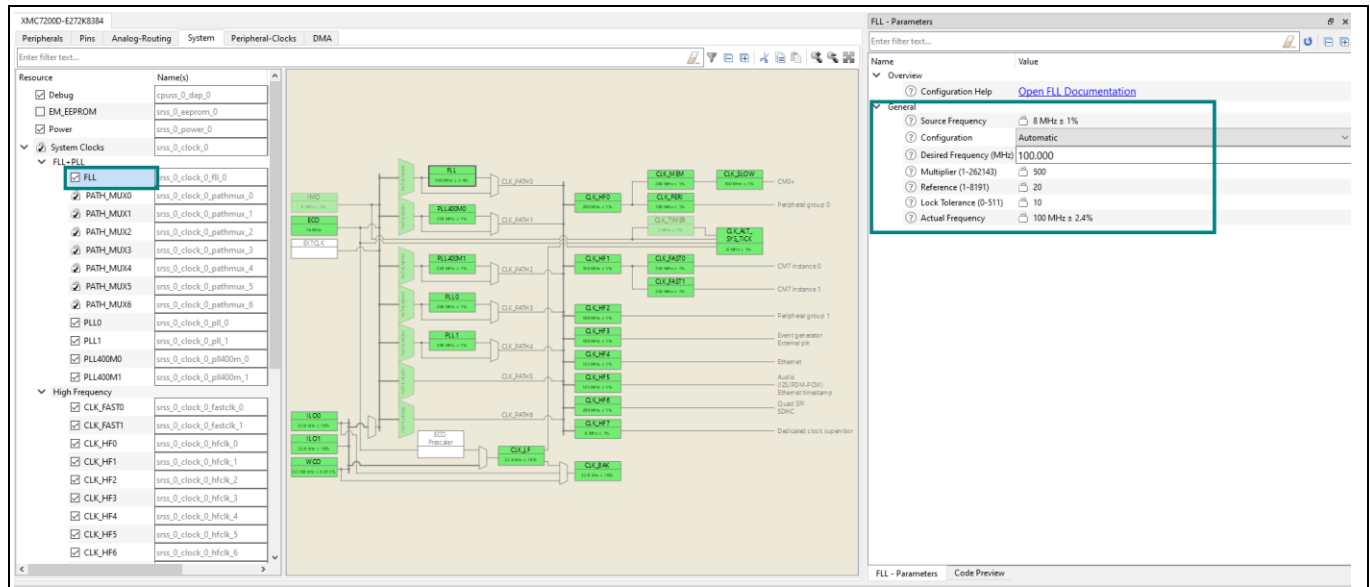 XMC7200D-E272K8384
Peripherals Pins Analog-Routing System Peripheral-Clocks DMA
Enter filter text...
Resource Name(s)
Debug cpuss_0_dap_0
EM_EEPROM srss_0_eeprom_0
Power srss_0_power_0
System Clocks srss_0_clock_0
FLL+PLL
FLL srss_0_clock_0_fll_0
PATH_MUX0 srss_0_clock_0_pathmux_0
PATH_MUX1 srss_0_clock_0_pathmux_1
PATH_MUX2 srss_0_clock_0_pathmux_2
PATH_MUX3 srss_0_clock_0_pathmux_3
PATH_MUX4 srss_0_clock_0_pathmux_4
PATH_MUX5 srss_0_clock_0_pathmux_5
PATH_MUX6 srss_0_clock_0_pathmux_6
PLL0 srss_0_clock_0_pll_0
PLL1 srss_0_clock_0_pll_1
PLL400M0 srss_0_clock_0_pll400m_0
PLL400M1 srss_0_clock_0_pll400m_1
High Frequency
CLK_FAST0 srss_0_clock_0_fastclk_0
CLK_FAST1 srss_0_clock_0_fastclk_1
CLK_HF0 srss_0_clock_0_hfclk_0
CLK_HF1 srss_0_clock_0_hfclk_1
CLK_HF2 srss_0_clock_0_hfclk_2
CLK_HF3 srss_0_clock_0_hfclk_3
CLK_HF4 srss_0_clock_0_hfclk_4
CLK_HF5 srss_0_clock_0_hfclk_5
CLK_HF6 srss_0_clock_0_hfclk_6
IMO
ECO
EXTCLK
ILO0
ILO1
WCO
FLL
100 MHz ± 2.4%
PLL400M0
PLL400M1
PLL0
PLL1
CLK_PATH0
CLK_PATH1
CLK_PATH2
CLK_PATH3
CLK_PATH4
CLK_PATH5
CLK_PATH6
ECO
Prescaler
CLK_LF
CLK_BAK
CLK_MEM
CLK_SLOW
CM0+
CLK_HF0
CLK_PERI
Peripheral group 0
CLK_TIMER
CLK_ALT_
SYS_TICK
CLK_HF1
CLK_FAST0
CM7 instance 0
CLK_FAST1
CM7 instance 1
CLK_HF2
Peripheral group 1
CLK_HF3
Event generator
External pin
CLK_HF4
Ethernet
CLK_HF5
Audio
(I2S/PDM-PCM)
Ethernet timestamp
CLK_HF6
Quad SPI
SDHC
CLK_HF7
Dedicated clock supervisor
FLL - Parameters
Enter filter text...
Name Value
Overview
Configuration Help Open FLL Documentation
General
Source Frequency 8 MHz ± 1%
Configuration Automatic
Desired Frequency (MHz) 100.000
Multiplier (1-262143) 500
Reference (1-8191) 20
Lock Tolerance (0-511) 10
Actual Frequency 100 MHz ± 2.4%
FLL - Parameters Code Preview